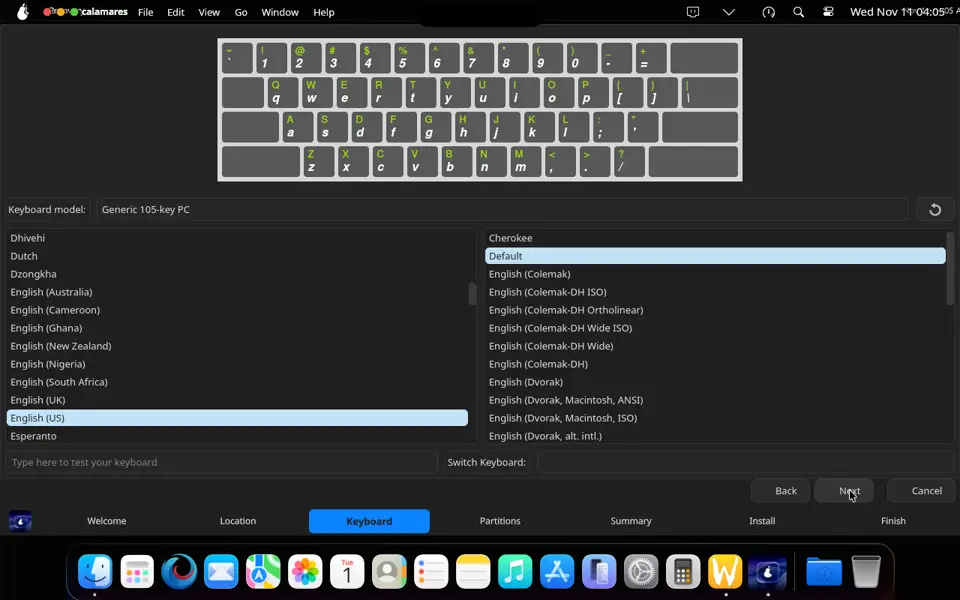 calamares File Edit View Go Window Help Wed Nov 11 04:05
~ ! @ # $ % ^ & * ( ) _ +
` 1 2 3 4 5 6 7 8 9 0 - =
Q W E R T Y U I O P { } |
q w e r t y u i o p [ ] \
A S D F G H J K L : "
a s d f g h j k l ; '
Z X C V B N M < > ?
z x c v b n m , . /
Keyboard model: Generic 105-key PC
Dhivehi
Dutch
Dzongkha
English (Australia)
English (Cameroon)
English (Ghana)
English (New Zealand)
English (Nigeria)
English (South Africa)
English (UK)
English (US)
Esperanto
Cherokee
Default
English (Colemak)
English (Colemak-DH ISO)
English (Colemak-DH Ortholinear)
English (Colemak-DH Wide ISO)
English (Colemak-DH Wide)
English (Colemak-DH)
English (Dvorak)
English (Dvorak, Macintosh, ANSI)
English (Dvorak, Macintosh, ISO)
English (Dvorak, alt. intl.)
Type here to test your keyboard Switch Keyboard:
Back Next Cancel
Welcome Location Keyboard Partitions Summary Install Finish
TUE
1